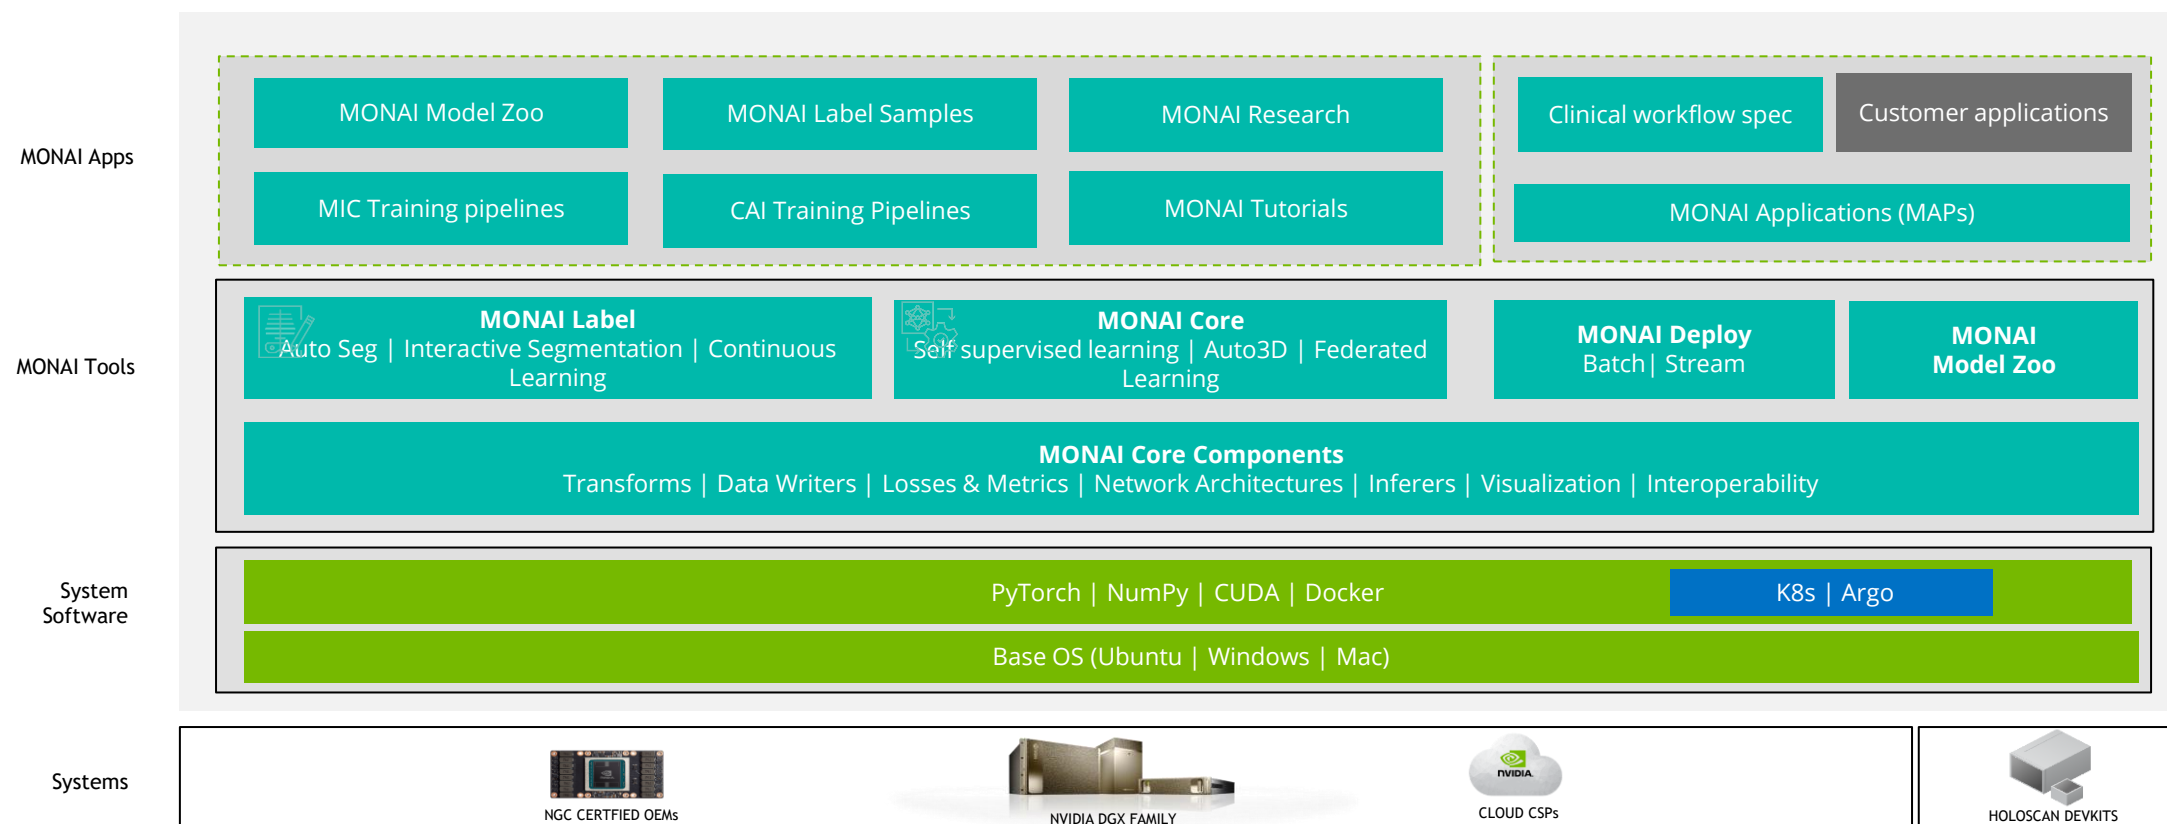 MONAI Apps
MONAI Model Zoo
MONAI Label Samples
MONAI Research
Clinical workflow spec
Customer applications
MIC Training pipelines
CAI Training Pipelines
MONAI Tutorials
MONAI Applications (MAPs)
MONAI Tools
MONAI Label
Auto Seg | Interactive Segmentation | Continuous
Learning
MONAI Core
Self supervised learning | Auto3D | Federated
Learning
MONAI Deploy
Batch| Stream
MONAI
Model Zoo
MONAI Core Components
Transforms | Data Writers | Losses & Metrics | Network Architectures | Inferers | Visualization | Interoperability
System
Software
PyTorch | NumPy | CUDA | Docker
K8s | Argo
Base OS (Ubuntu | Windows | Mac)
Systems
NGC CERTFIED OEMs
NVIDIA DGX FAMILY
NVIDIA
CLOUD CSPs
HOLOSCAN DEVKITS